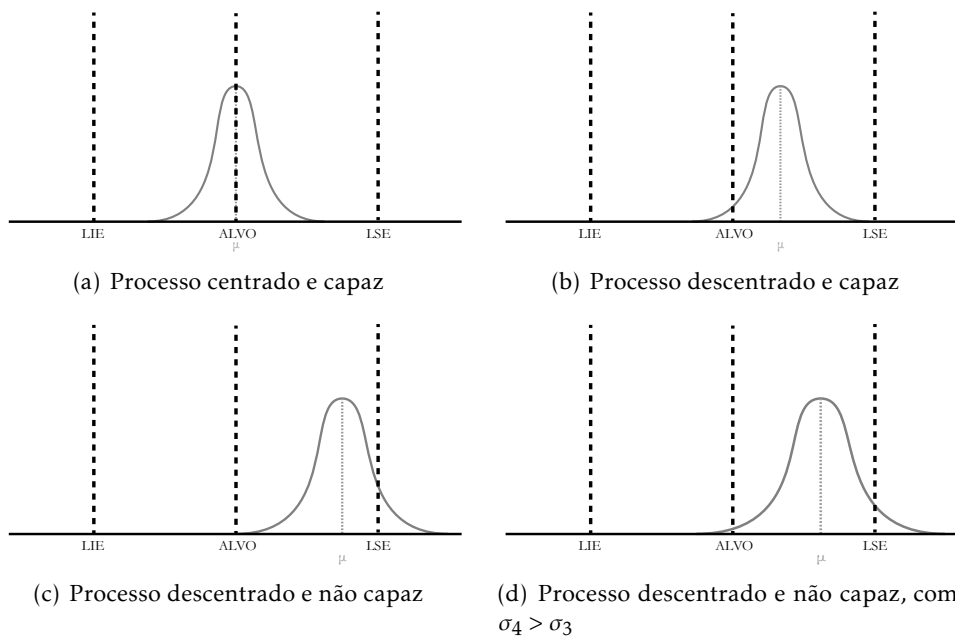 LIE ALVO LSE
μ
LIE ALVO LSE
μ
(a) Processo centrado e capaz
(b) Processo descentrado e capaz
LIE ALVO LSE
μ
LIE ALVO LSE
μ
(c) Processo descentrado e não capaz
(d) Processo descentrado e não capaz, com
σ₄ > σ₃